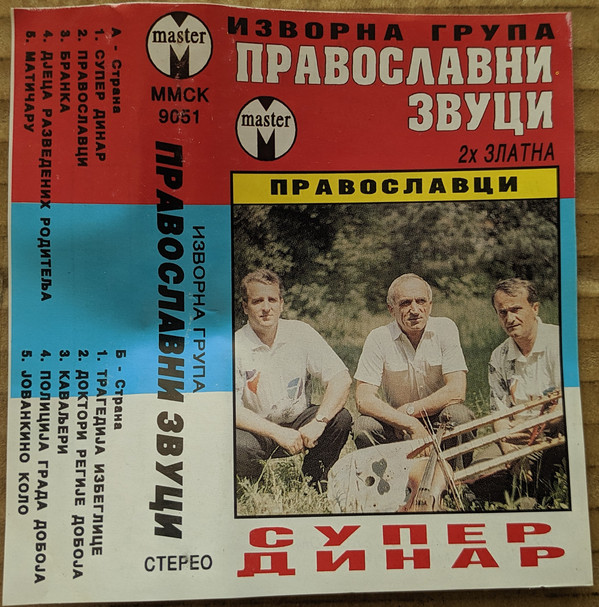 А - Страна
1. СУПЕР ДИНАР
2. ПРАВОСЛАВЦИ
3. БРАНКА
4. ДЈЕЦА РАЗВЕДЕНИХ РОДИТЕЉА
5. МАТИЧАРУ
Б - Страна
1. ТРАГЕДИЈА ИЗБЕГЛИЦЕ
2. ДОКТОРИ РЕГИЈЕ ДОБОЈА
3. КАВАЉЕРИ
4. ПОЛИЦИЈА ГРАДА ДОБОЈА
5. ЈОВАНКИНО КОЛО
master
ММСК
9051
ИЗВОРНА ГРУПА
ПРАВОСЛАВНИ ЗВУЦИ
СТЕРЕО
ИЗВОРНА ГРУПА
ПРАВОСЛАВНИ
ЗВУЦИ
master
2х ЗЛАТНА
ПРАВОСЛАВЦИ
СУПЕР
ДИНАР